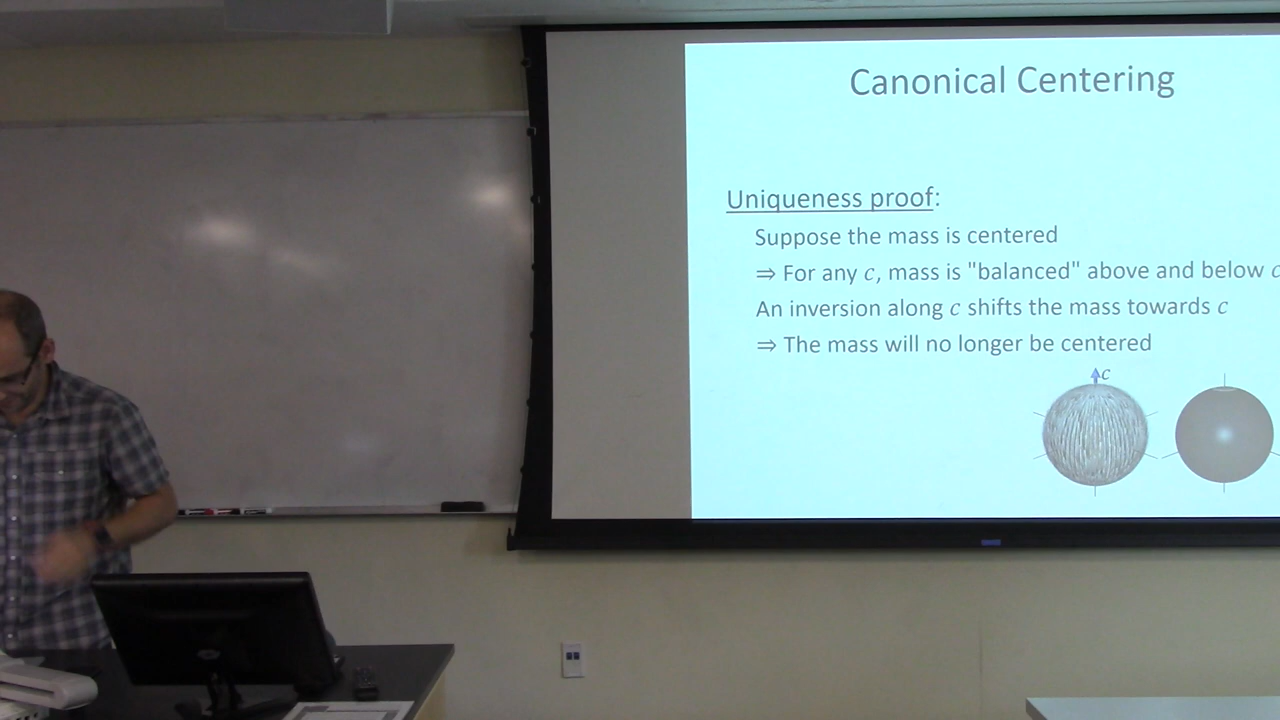 Canonical Centering
Uniqueness proof:
Suppose the mass is centered
⇒ For any c, mass is "balanced" above and below c
An inversion along c shifts the mass towards c
⇒ The mass will no longer be centered
c